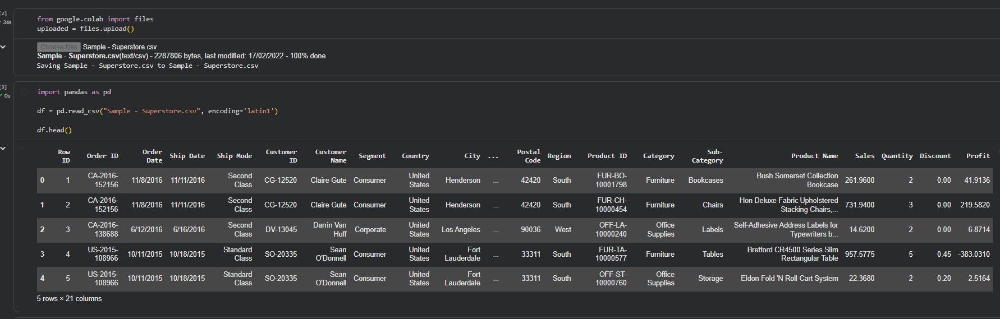 [2]
34s
from google.colab import files
uploaded = files.upload()
Choose files Sample - Superstore.csv
Sample - Superstore.csv(text/csv) - 2287806 bytes, last modified: 17/02/2022 - 100% done
Saving Sample - Superstore.csv to Sample - Superstore.csv
[3]
0s
import pandas as pd
df = pd.read_csv("Sample - Superstore.csv", encoding='latin1')
df.head()
Row ID Order ID Order Date Ship Date Ship Mode Customer ID Customer Name Segment Country City ... Postal Code Region Product ID Category Sub-Category Product Name Sales Quantity Discount Profit
0 1 CA-2016-152156 11/8/2016 11/11/2016 Second Class CG-12520 Claire Gute Consumer United States Henderson ... 42420 South FUR-BO-10001798 Furniture Bookcases Bush Somerset Collection Bookcase 261.9600 2 0.00 41.9136
1 2 CA-2016-152156 11/8/2016 11/11/2016 Second Class CG-12520 Claire Gute Consumer United States Henderson ... 42420 South FUR-CH-10000454 Furniture Chairs Hon Deluxe Fabric Upholstered Stacking Chairs,... 731.9400 3 0.00 219.5820
2 3 CA-2016-138688 6/12/2016 6/16/2016 Second Class DV-13045 Darrin Van Huff Corporate United States Los Angeles ... 90036 West OFF-LA-10000240 Office Supplies Labels Self-Adhesive Address Labels for Typewriters b... 14.6200 2 0.00 6.8714
3 4 US-2015-108966 10/11/2015 10/18/2015 Standard Class SO-20335 Sean O'Donnell Consumer United States Fort Lauderdale ... 33311 South FUR-TA-10000577 Furniture Tables Bretford CR4500 Series Slim Rectangular Table 957.5775 5 0.45 -383.0310
4 5 US-2015-108966 10/11/2015 10/18/2015 Standard Class SO-20335 Sean O'Donnell Consumer United States Fort Lauderdale ... 33311 South OFF-ST-10000760 Office Supplies Storage Eldon Fold 'N Roll Cart System 22.3680 2 0.20 2.5164
5 rows × 21 columns